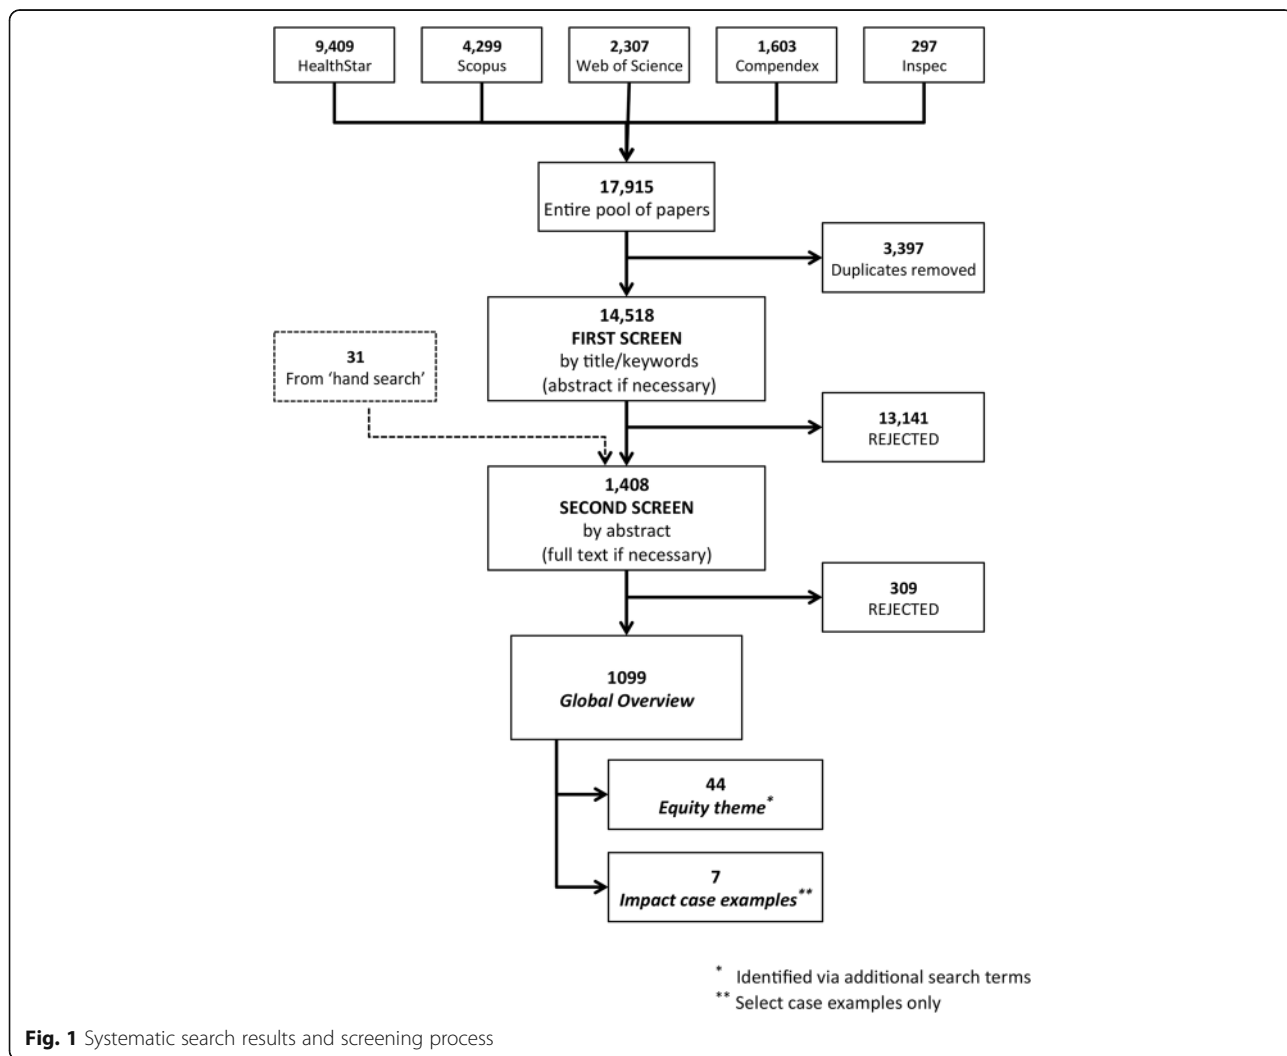 9,409
HealthStar
4,299
Scopus
2,307
Web of Science
1,603
Compendex
297
Inspec
17,915
Entire pool of papers
3,397
Duplicates removed
14,518
FIRST SCREEN
by title/keywords
(abstract if necessary)
31
From ‘hand search’
13,141
REJECTED
1,408
SECOND SCREEN
by abstract
(full text if necessary)
309
REJECTED
1099
Global Overview
44
Equity theme*
7
Impact case examples**
* Identified via additional search terms
** Select case examples only
Fig. 1 Systematic search results and screening process